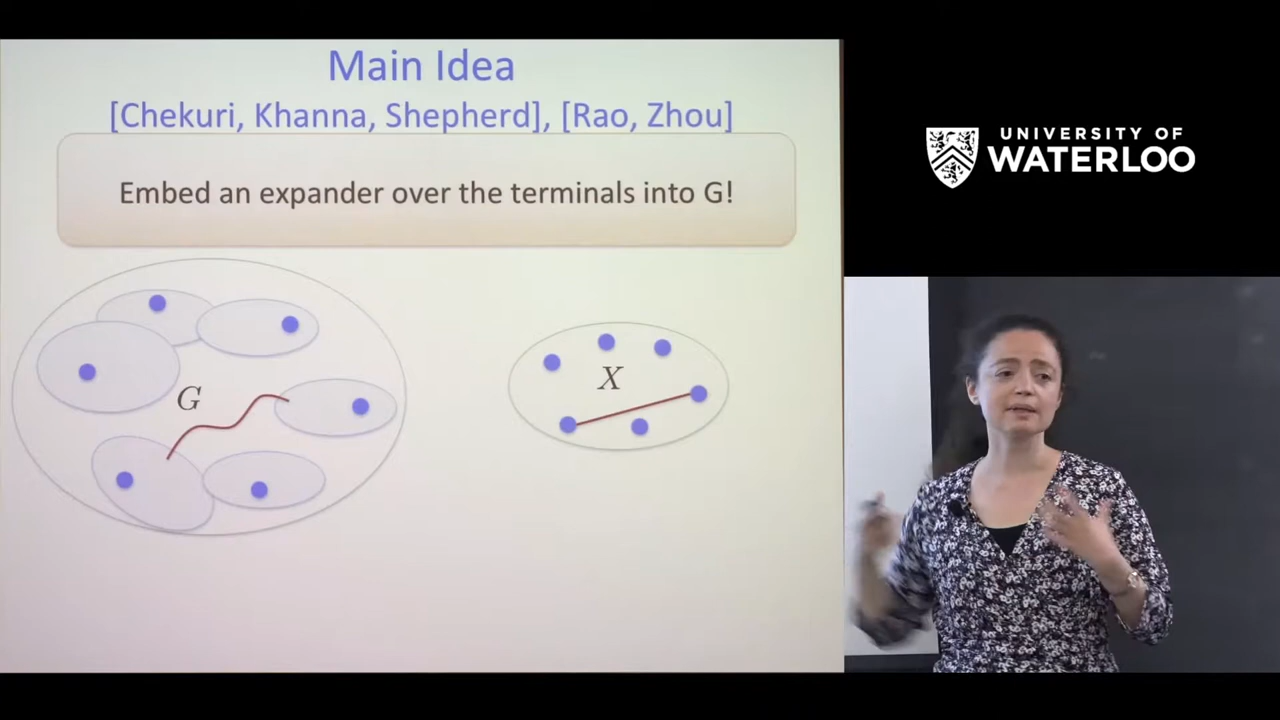 Main Idea
[Chekuri, Khanna, Shepherd], [Rao, Zhou]
Embed an expander over the terminals into G!
G
X
UNIVERSITY OF
WATERLOO